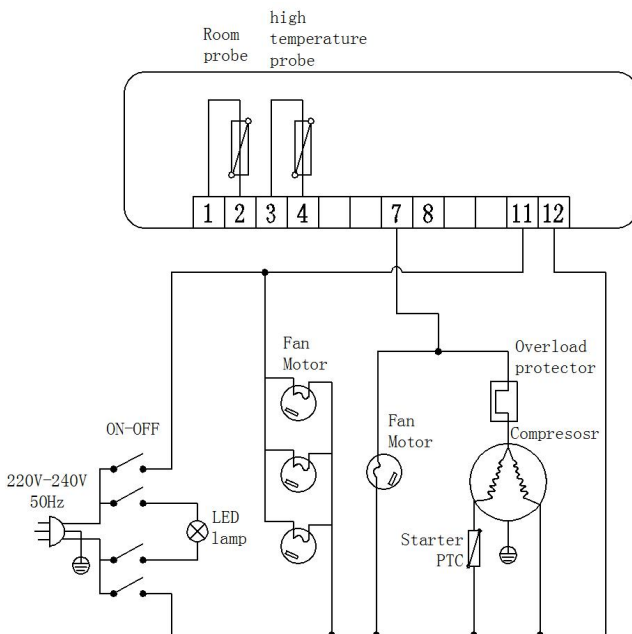 Room
probe
high
temperature
probe
1 2 3 4 7 8 11 12
Fan
Motor
Overload
protector
ON-OFF
Fan
Motor
Compresosr
220V-240V
50Hz
LED
lamp
Starter
PTC